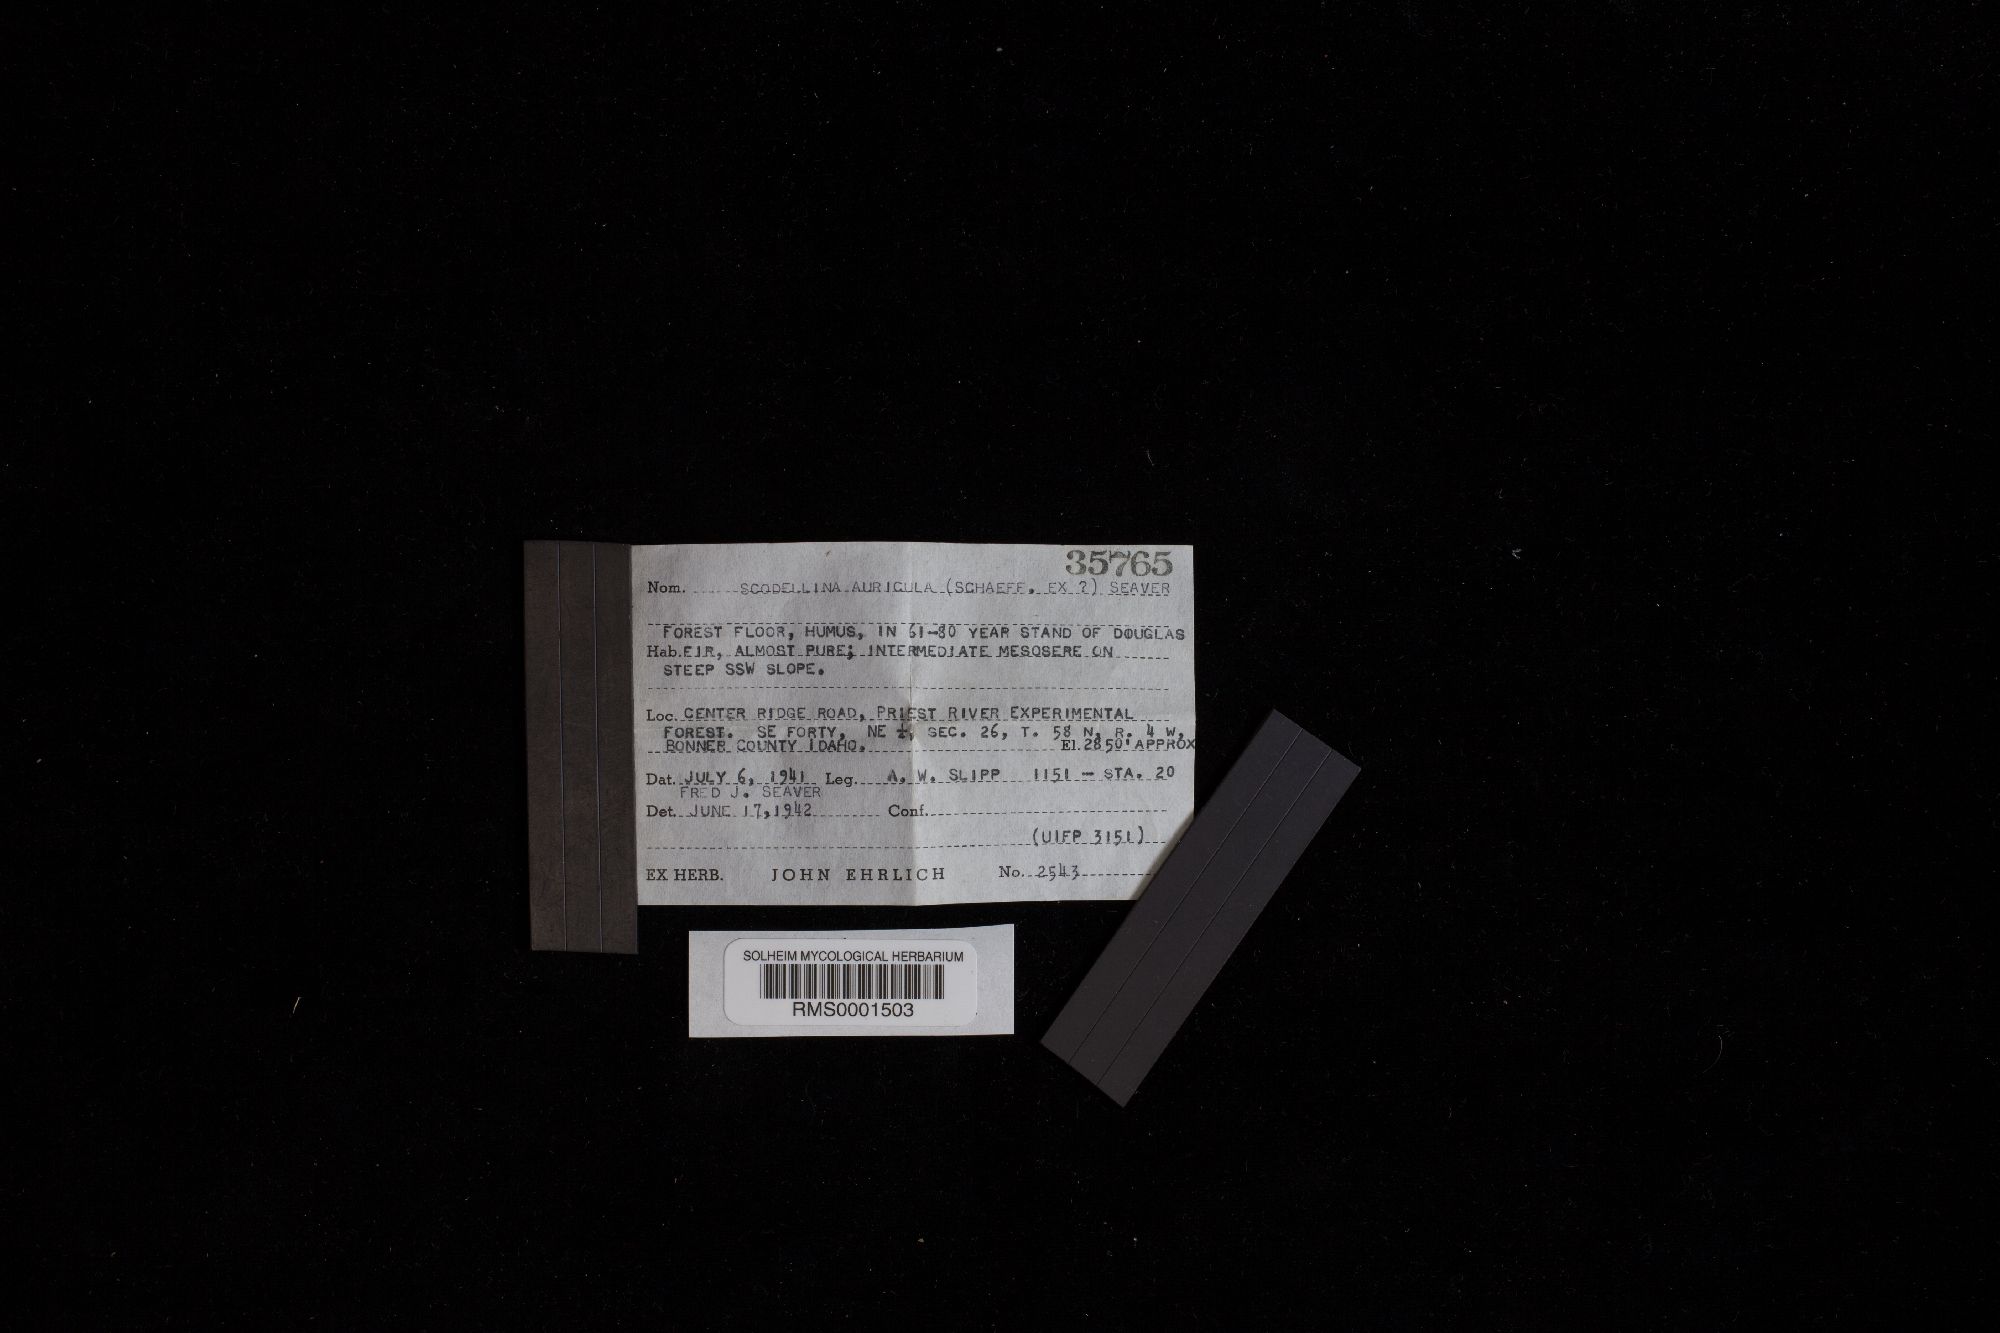 35765
Nom. SCODELLINA AURICULA (SCHAEFF. EX ?) SEAVER
FOREST FLOOR, HUMUS, IN 61-80 YEAR STAND OF DOUGLAS
Hab. FIR, ALMOST PURE; INTERMEDIATE MESOSERE ON
STEEP SSW SLOPE.
Loc. CENTER RIDGE ROAD, PRIEST RIVER EXPERIMENTAL
FOREST. SE FORTY, NE ¼, SEC. 26, T. 58 N, R. 4 W,
BONNER COUNTY IDAHO. El. 2850' APPROX
Dat. JULY 6, 1941 Leg. A. W. SLIPP 1151 - STA. 20
FRED J. SEAVER
Det. JUNE 17, 1942 Conf.
(UIFP 3151)
EX HERB. JOHN EHRLICH No. 2543
SOLHEIM MYCOLOGICAL HERBARIUM
RMS0001503